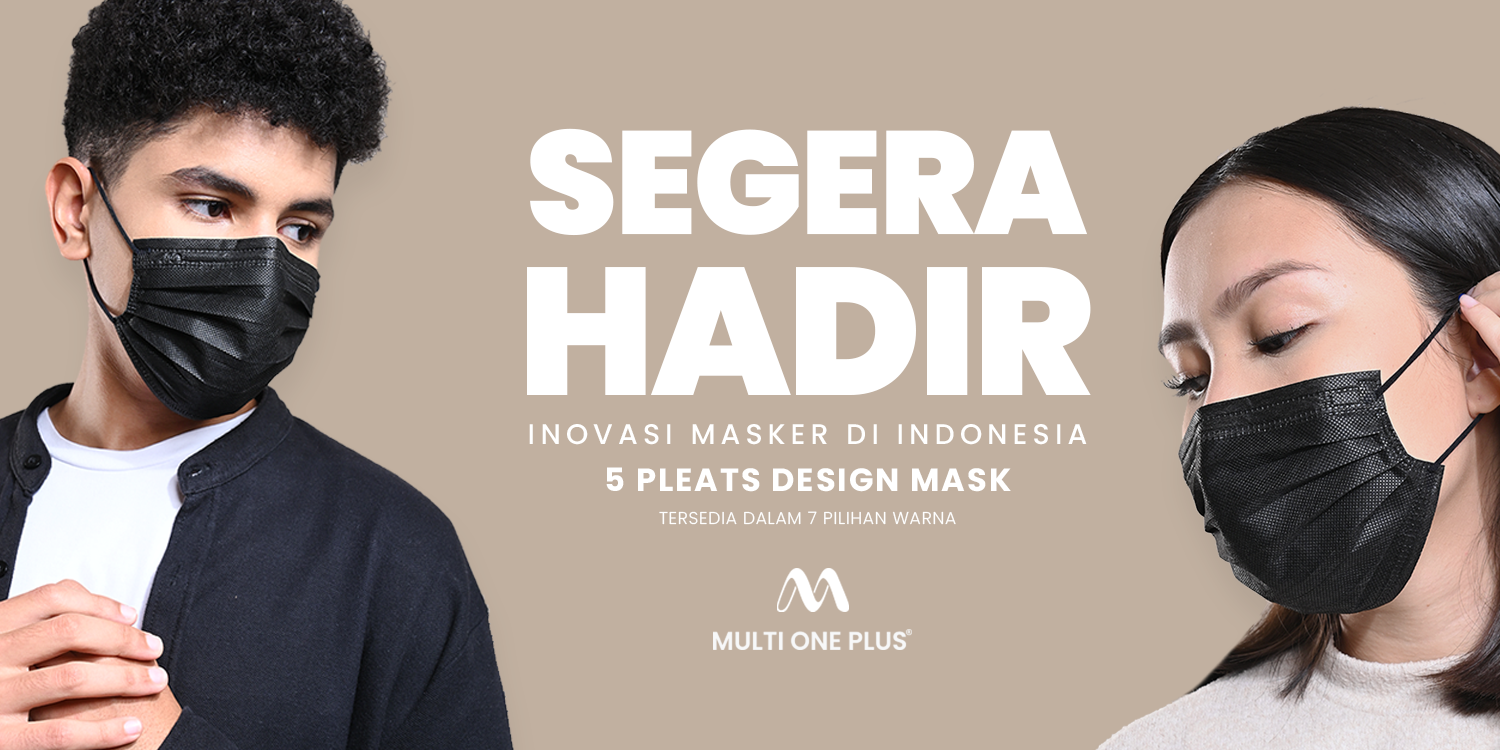 SEGERA
HADIR
INOVASI MASKER DI INDONESIA
5 PLEATS DESIGN MASK
TERSEDIA DALAM 7 PILIHAN WARNA
MULTI ONE PLUS®